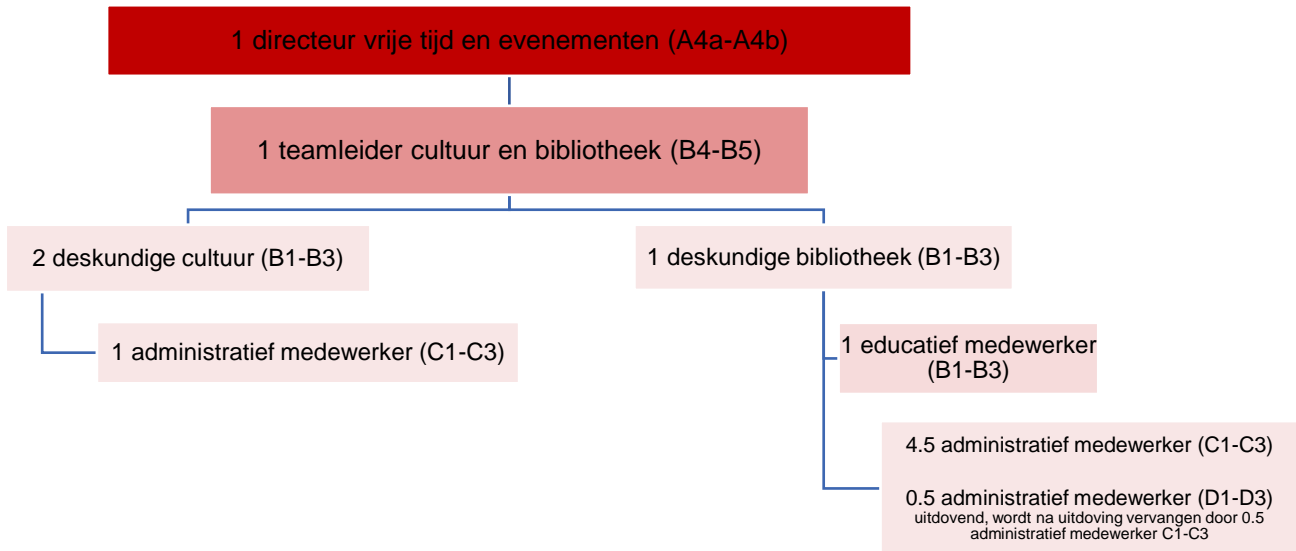 1 directeur vrije tijd en evenementen (A4a-A4b)
1 teamleider cultuur en bibliotheek (B4-B5)
2 deskundige cultuur (B1-B3)
1 deskundige bibliotheek (B1-B3)
1 administratief medewerker (C1-C3)
1 educatief medewerker
(B1-B3)
4.5 administratief medewerker (C1-C3)
0.5 administratief medewerker (D1-D3)
uitdovend, wordt na uitdoving vervangen door 0.5
administratief medewerker C1-C3